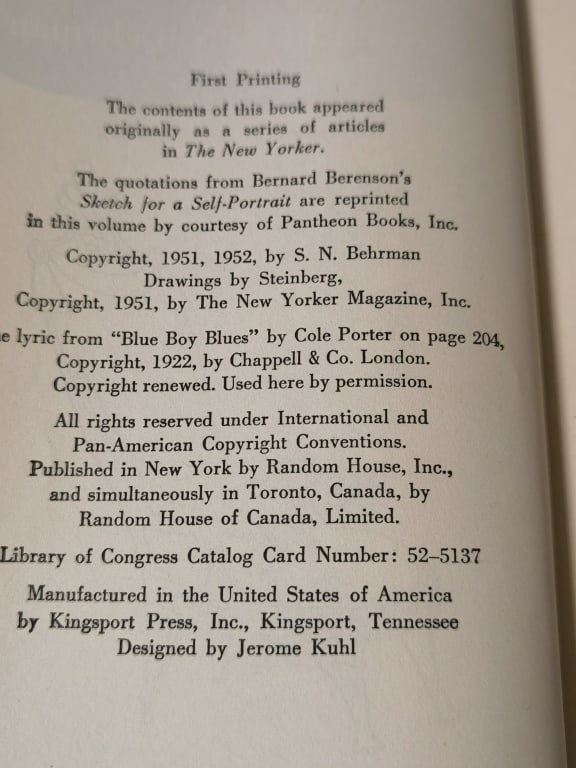 First Printing
The contents of this book appeared
originally as a series of articles
in The New Yorker.
The quotations from Bernard Berenson's
Sketch for a Self-Portrait are reprinted
in this volume by courtesy of Pantheon Books, Inc.
Copyright, 1951, 1952, by S. N. Behrman
Drawings by Steinberg,
Copyright, 1951, by The New Yorker Magazine, Inc.
e lyric from "Blue Boy Blues" by Cole Porter on page 204,
Copyright, 1922, by Chappell & Co. London.
Copyright renewed. Used here by permission.
All rights reserved under International and
Pan-American Copyright Conventions.
Published in New York by Random House, Inc.,
and simultaneously in Toronto, Canada, by
Random House of Canada, Limited.
Library of Congress Catalog Card Number: 52–5137
Manufactured in the United States of America
by Kingsport Press, Inc., Kingsport, Tennessee
Designed by Jerome Kuhl